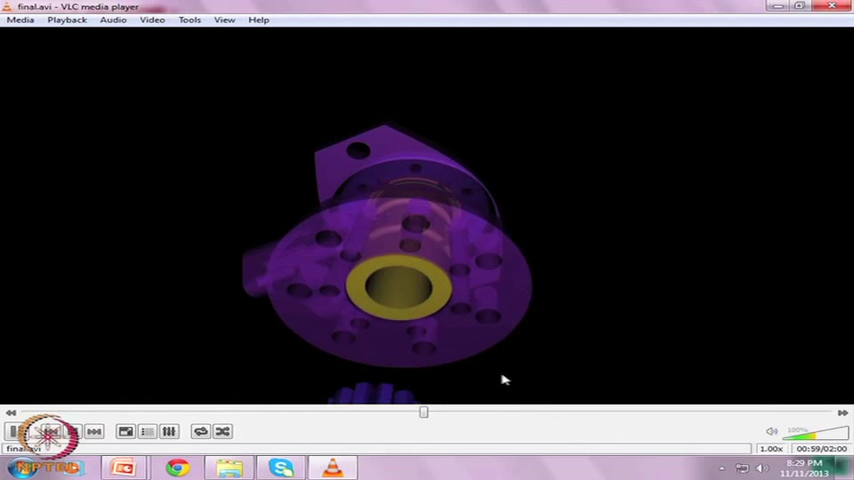 final.avi - VLC media player
Media Playback Audio Video Tools View Help
100%
final.avi
1.00x 00:59/02:00
NPTEL
8:29 PM
11/11/2013